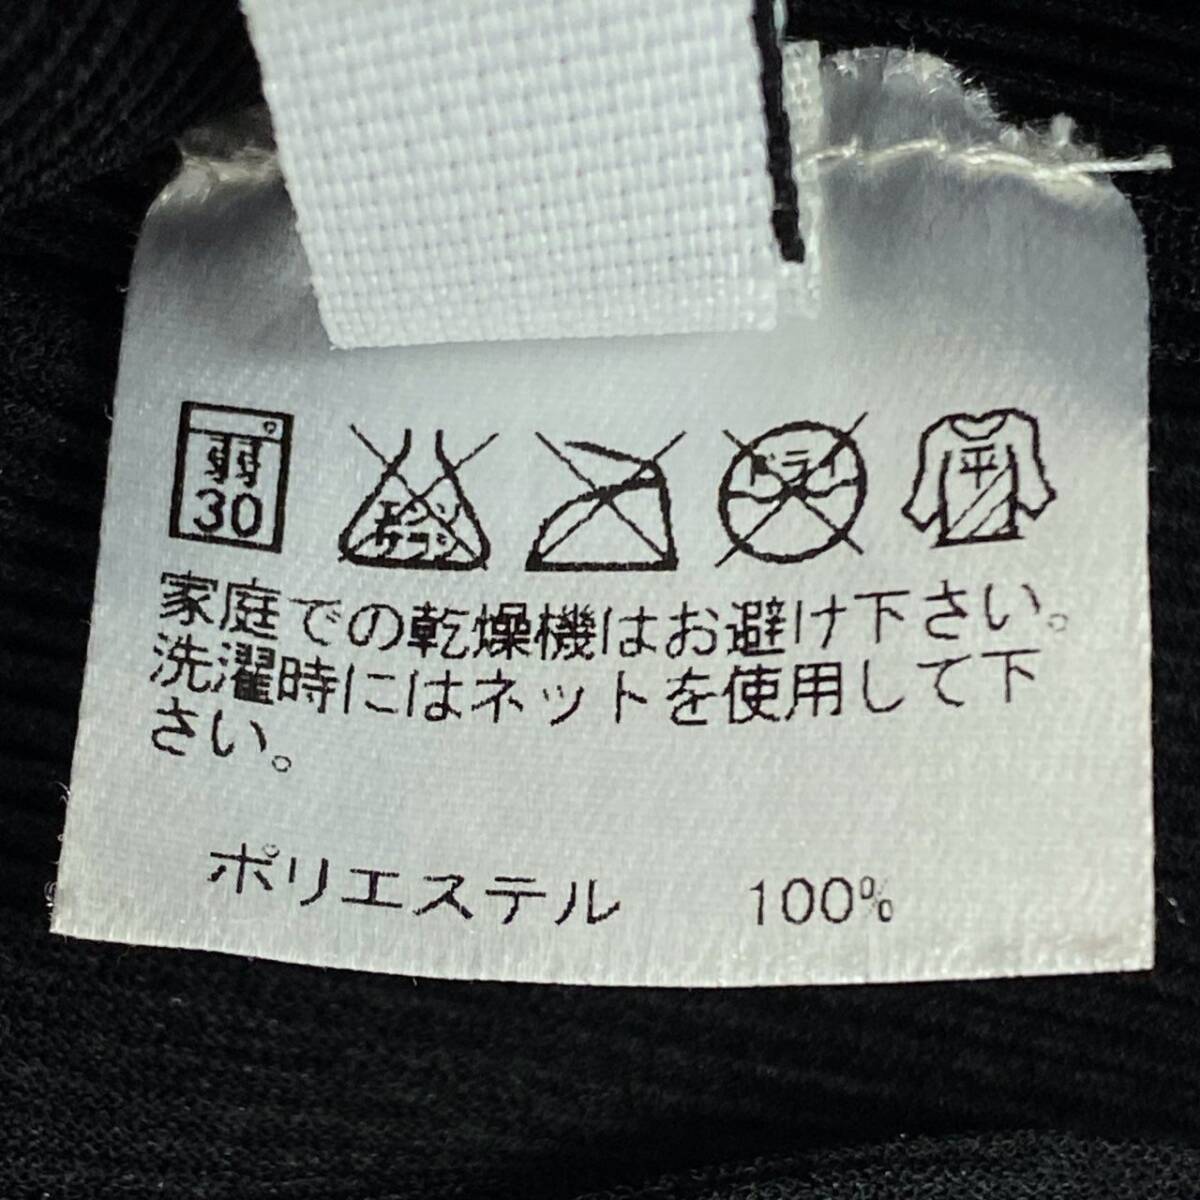 弱
30
エンソ
サラシ
ドライ
平
家庭での乾燥機はお避け下さい。
洗濯時にはネットを使用して下
さい。
ポリエステル 100%